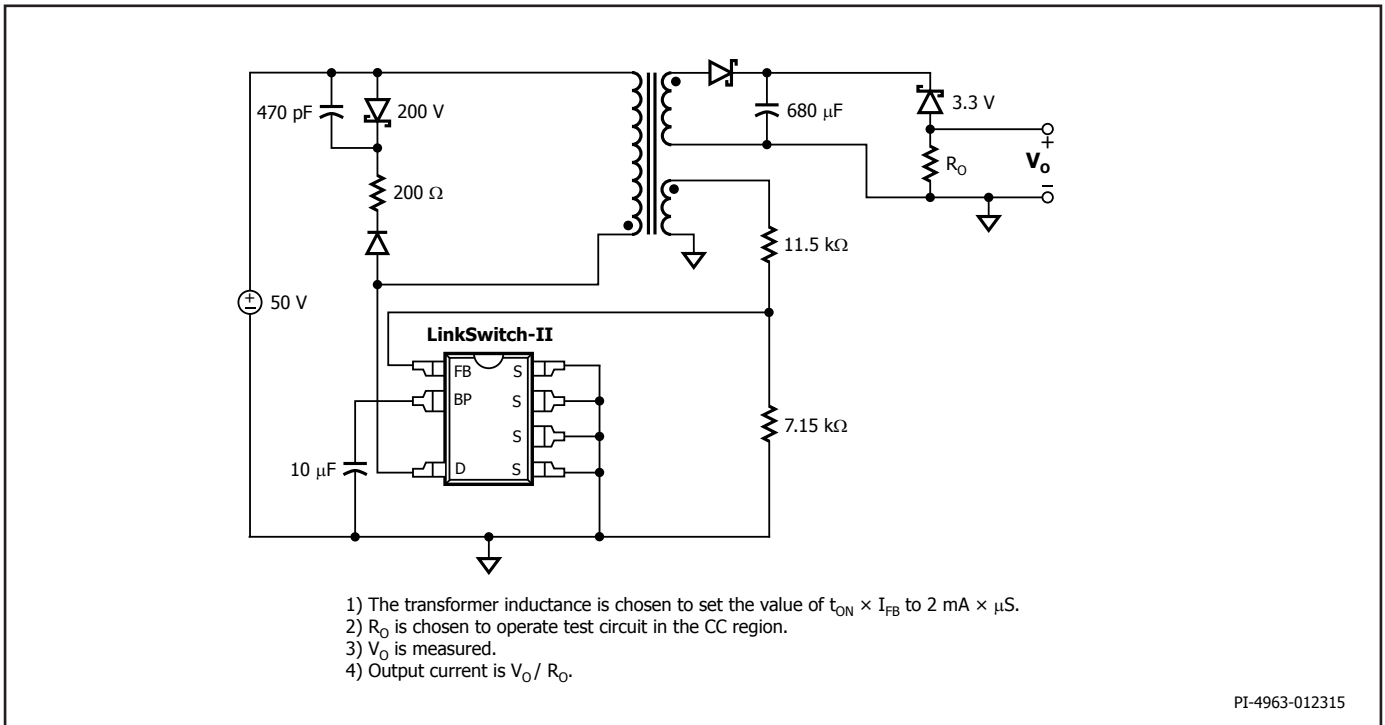 470 pF
200 V
200 Ω
50 V
680 μF
3.3 V
+
V_O
R_O
−
11.5 kΩ
LinkSwitch-II
FB S
BP S
S
D S
10 μF
7.15 kΩ
1) The transformer inductance is chosen to set the value of t_ON × I_FB to 2 mA × μS.
2) R_O is chosen to operate test circuit in the CC region.
3) V_O is measured.
4) Output current is V_O / R_O.
PI-4963-012315